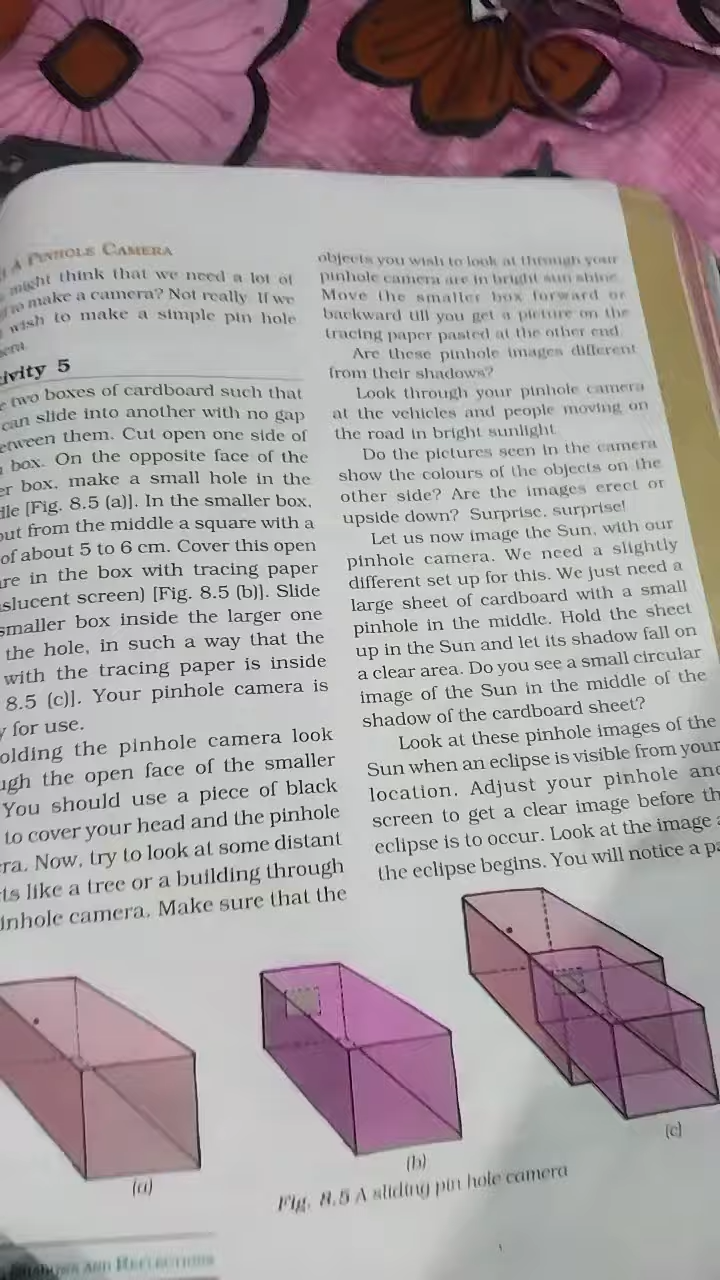 A PINHOLE CAMERA
might think that we need a lot of
to make a camera? Not really. If we
wish to make a simple pin hole
5
two boxes of cardboard such that
can slide into another with no gap
them. Cut open one side of
box. On the opposite face of the
box, make a small hole in the
[Fig. 8.5 (a)]. In the smaller box,
from the middle a square with a
of about 5 to 6 cm. Cover this open
in the box with tracing paper
screen) [Fig. 8.5 (b)]. Slide
smaller box inside the larger one
the hole, in such a way that the
with the tracing paper is inside
8.5 (c)]. Your pinhole camera is
for use.
the pinhole camera look
the open face of the smaller
You should use a piece of black
to cover your head and the pinhole
Now, try to look at some distant
like a tree or a building through
pinhole camera. Make sure that the
objects you wish to look at through your
pinhole camera are in bright sun shine.
Move the smaller box forward or
backward till you get a picture on the
tracing paper pasted at the other end.
Are these pinhole images different
from their shadows?
Look through your pinhole camera
at the vehicles and people moving on
the road in bright sunlight.
Do the pictures seen in the camera
show the colours of the objects on the
other side? Are the images erect or
upside down? Surprise, surprise!
Let us now image the Sun, with our
pinhole camera. We need a slightly
different set up for this. We just need a
large sheet of cardboard with a small
pinhole in the middle. Hold the sheet
up in the Sun and let its shadow fall on
a clear area. Do you see a small circular
image of the Sun in the middle of the
shadow of the cardboard sheet?
Look at these pinhole images of the
Sun when an eclipse is visible from your
location. Adjust your pinhole and
screen to get a clear image before
eclipse is to occur. Look at the image
the eclipse begins. You will notice a
(a)
(b)
(c)
Fig. 8.5 A sliding pin hole camera
SHADOWS AND REFLECTIONS